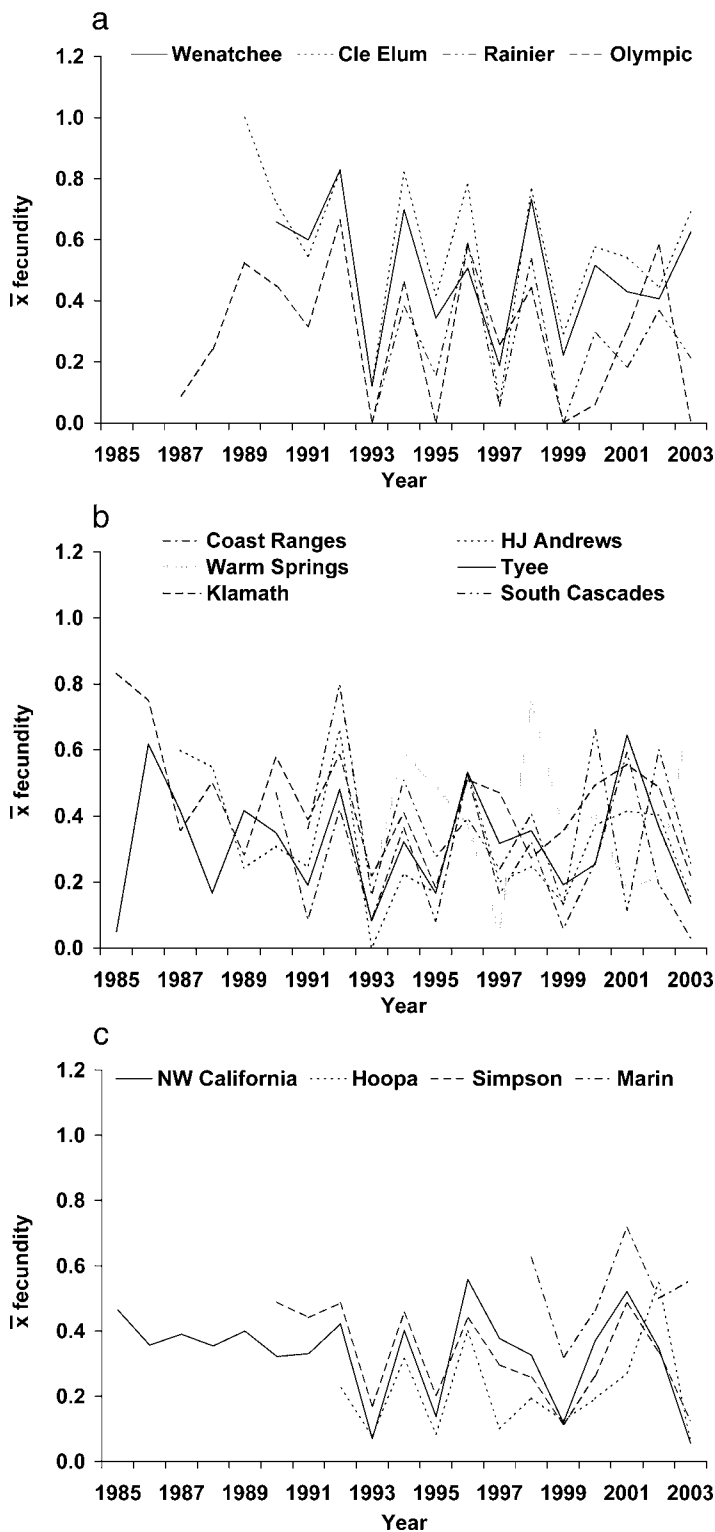 a
Wenatchee Cle Elum Rainier Olympic
1.2
1.0
0.8
0.6
0.4
0.2
0.0
x̅ fecundity
1985 1987 1989 1991 1993 1995 1997 1999 2001 2003
Year
b
Coast Ranges HJ Andrews
Warm Springs Tyee
Klamath South Cascades
1.2
1.0
0.8
0.6
0.4
0.2
0.0
x̅ fecundity
1985 1987 1989 1991 1993 1995 1997 1999 2001 2003
Year
c
NW California Hoopa Simpson Marin
1.2
1.0
0.8
0.6
0.4
0.2
0.0
x̅ fecundity
1985 1987 1989 1991 1993 1995 1997 1999 2001 2003
Year